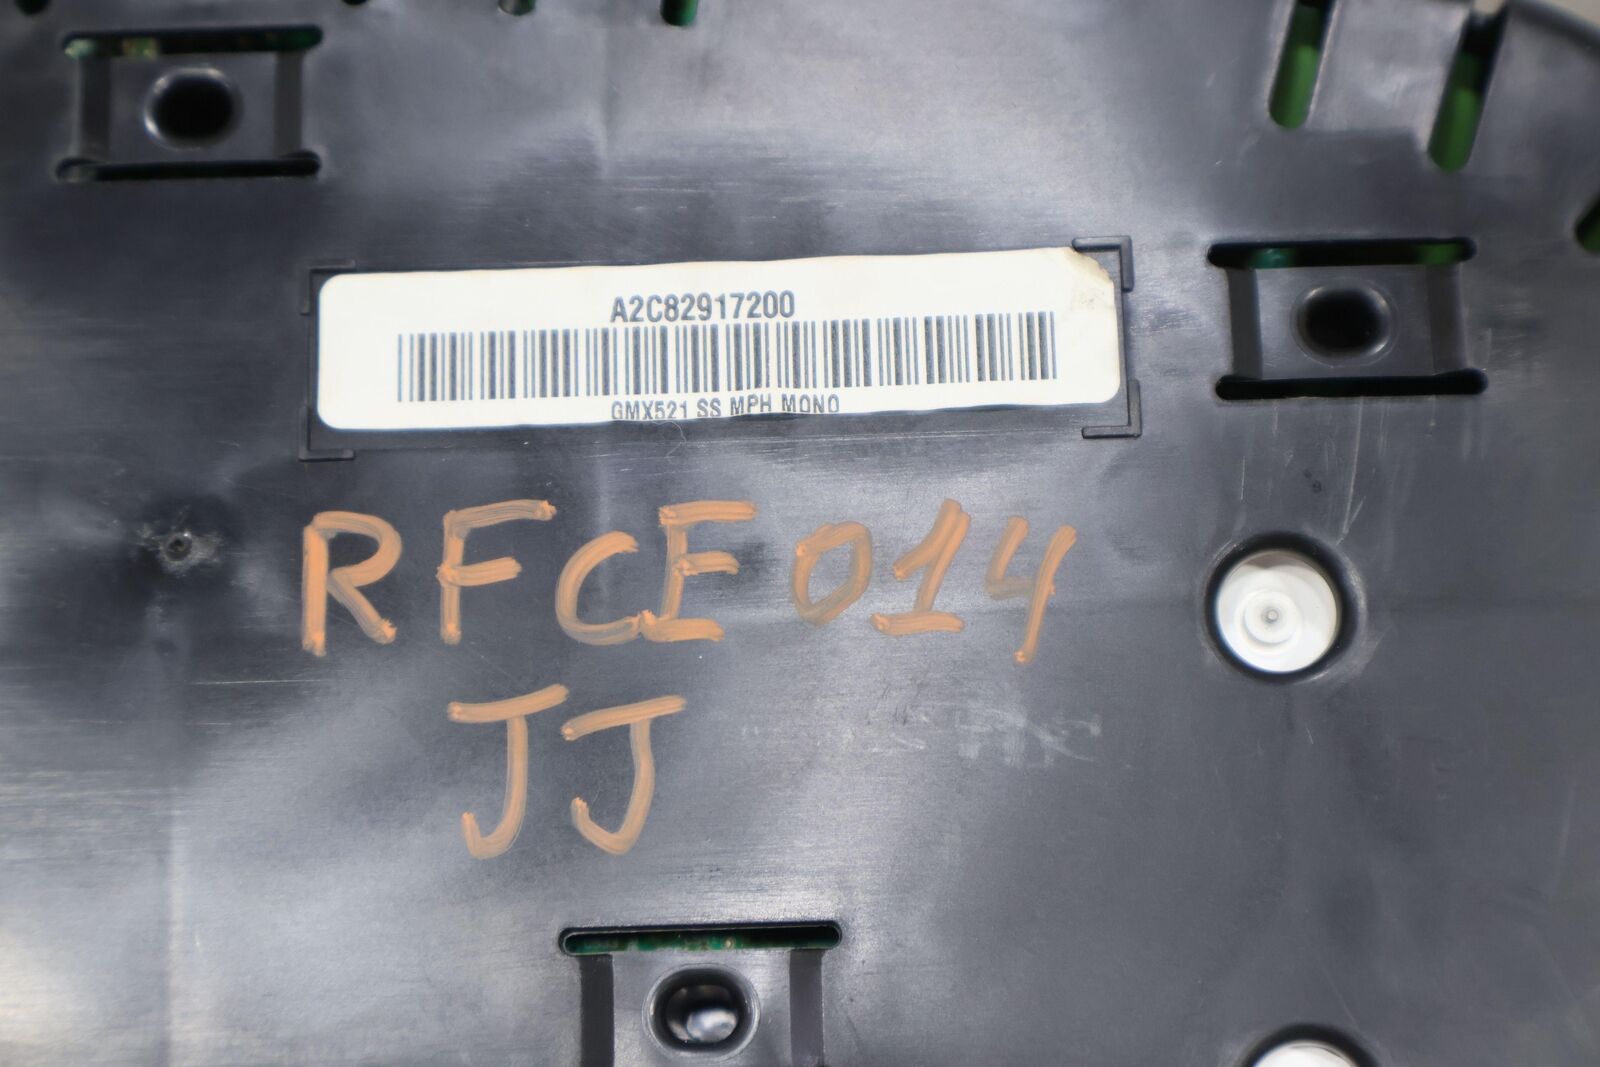 A2C82917200
GMX521 SS MPH MONO
RFCE014
JJ